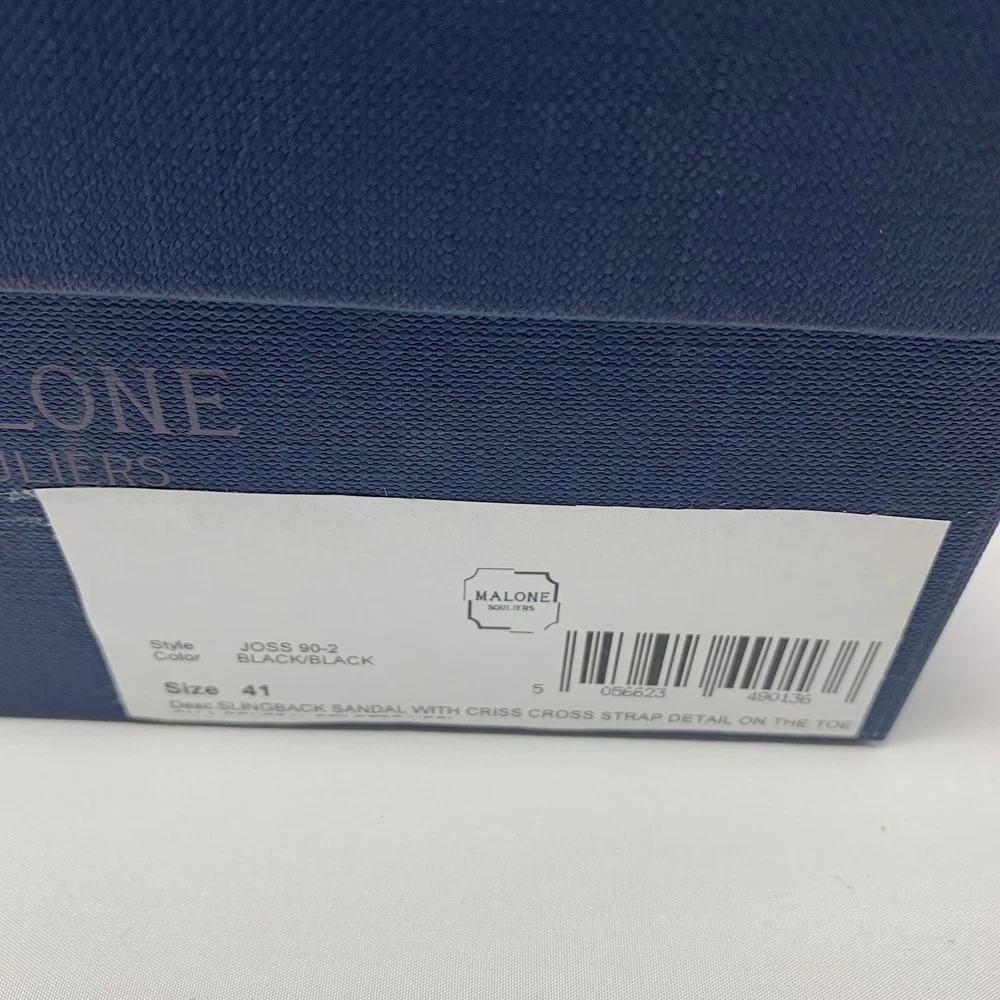 LONE
ULIERS
MALONE
SOULIERS
Style JOSS 90-2
Color BLACK/BLACK
Size 41
5 056623 490136
Desc. SLINGBACK SANDAL WITH CRISS CROSS STRAP DETAIL ON THE TOE